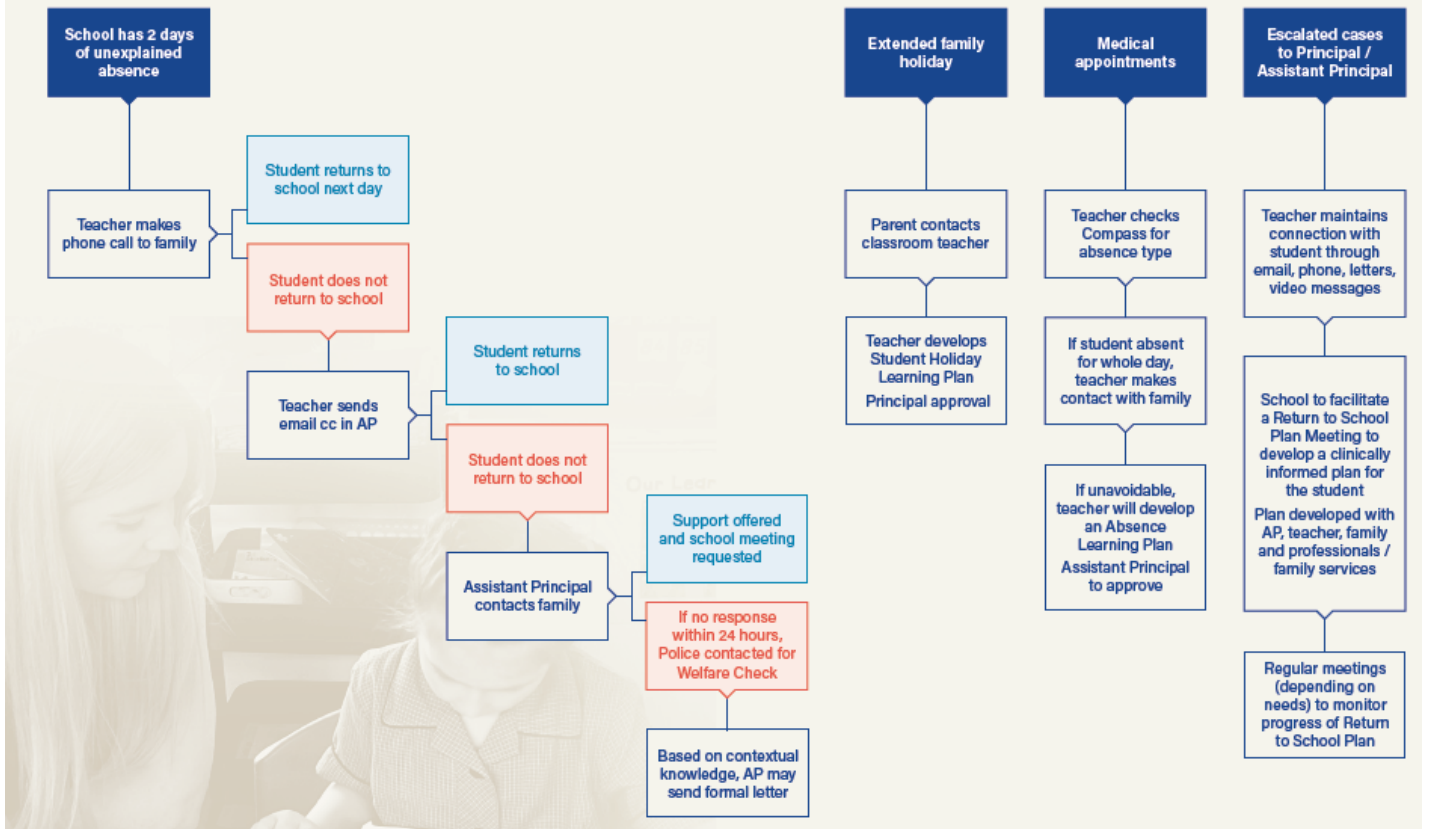 School has 2 days
of unexplained
absence
Teacher makes
phone call to family
Student returns to
school next day
Student does not
return to school
Teacher sends
email cc in AP
Student returns
to school
Student does not
return to school
Assistant Principal
contacts family
Support offered
and school meeting
requested
If no response
within 24 hours,
Police contacted for
Welfare Check
Based on contextual
knowledge, AP may
send formal letter
Extended family
holiday
Parent contacts
classroom teacher
Teacher develops
Student Holiday
Learning Plan
Principal approval
Medical
appointments
Teacher checks
Compass for
absence type
If student absent
for whole day,
teacher makes
contact with family
If unavoidable,
teacher will develop
an Absence
Learning Plan
Assistant Principal
to approve
Escalated cases
to Principal /
Assistant Principal
Teacher maintains
connection with
student through
email, phone, letters,
video messages
School to facilitate
a Return to School
Plan Meeting to
develop a clinically
informed plan for
the student
Plan developed with
AP, teacher, family
and professionals /
family services
Regular meetings
(depending on
needs) to monitor
progress of Return
to School Plan